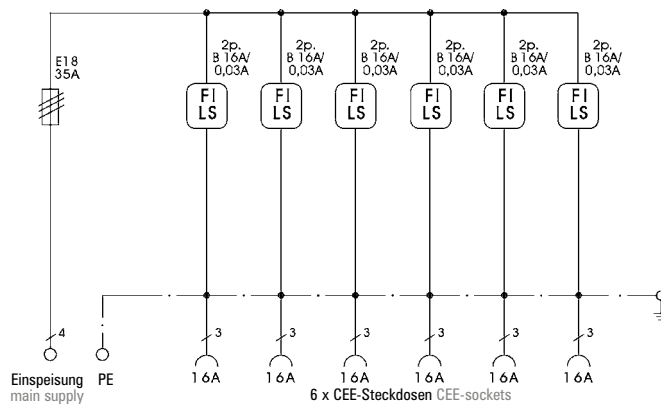 E18
35A
2p.
B 16A/
0,03A
2p.
B 16A/
0,03A
2p.
B 16A/
0,03A
2p.
B 16A/
0,03A
2p.
B 16A/
0,03A
2p.
B 16A/
0,03A
FI
LS
FI
LS
FI
LS
FI
LS
FI
LS
FI
LS
4
3
3
3
3
3
3
Einspeisung
main supply
PE
16A
16A
16A
16A
16A
16A
6 x CEE-Steckdosen CEE-sockets